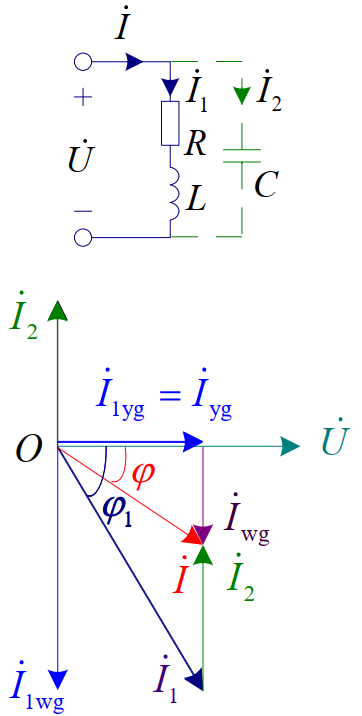 İ
+ İ₁ İ₂
U̇ R
− L C
İ₂
İ₁yg = İyg
O U̇
φ
φ₁ İwg
İ İ₂
İ₁wg İ₁